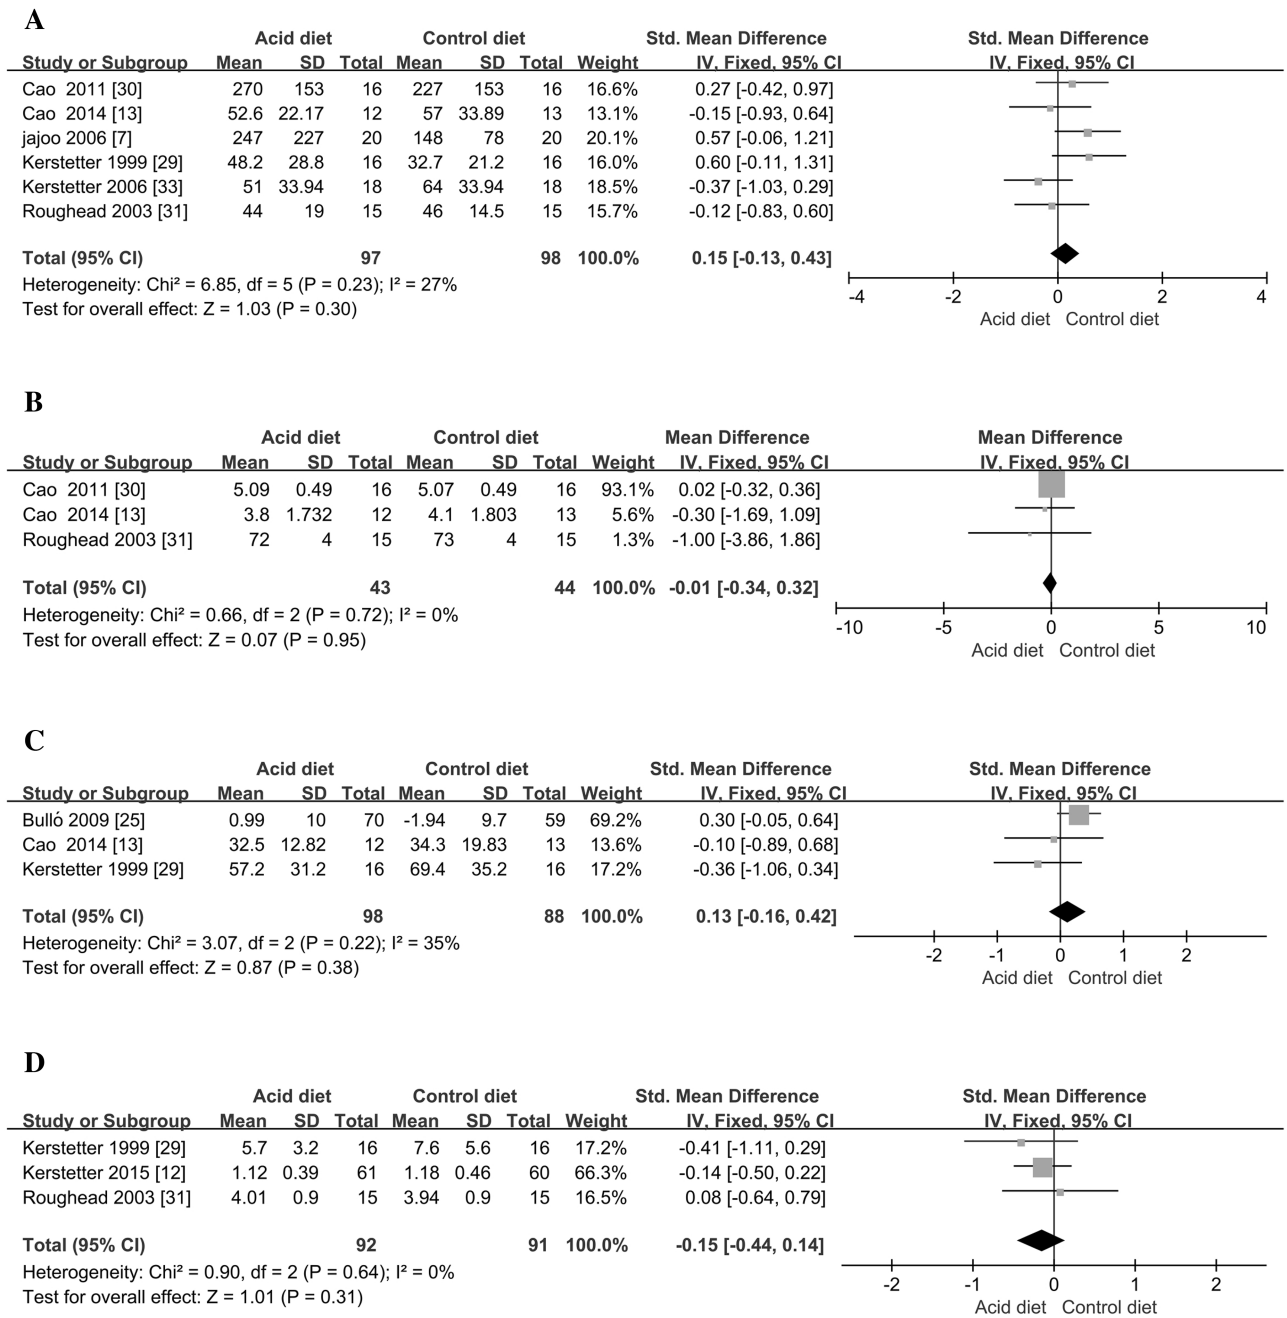 A
Acid diet Control diet Std. Mean Difference Std. Mean Difference
Study or Subgroup Mean SD Total Mean SD Total Weight IV, Fixed, 95% CI IV, Fixed, 95% CI
Cao 2011 [30] 270 153 16 227 153 16 16.6% 0.27 [-0.42, 0.97]
Cao 2014 [13] 52.6 22.17 12 57 33.89 13 13.1% -0.15 [-0.93, 0.64]
jajoo 2006 [7] 247 227 20 148 78 20 20.1% 0.57 [-0.06, 1.21]
Kerstetter 1999 [29] 48.2 28.8 16 32.7 21.2 16 16.0% 0.60 [-0.11, 1.31]
Kerstetter 2006 [33] 51 33.94 18 64 33.94 18 18.5% -0.37 [-1.03, 0.29]
Roughead 2003 [31] 44 19 15 46 14.5 15 15.7% -0.12 [-0.83, 0.60]
Total (95% CI) 97 98 100.0% 0.15 [-0.13, 0.43]
Heterogeneity: Chi² = 6.85, df = 5 (P = 0.23); I² = 27%
Test for overall effect: Z = 1.03 (P = 0.30)
-4 -2 0 2 4
Acid diet Control diet
B
Acid diet Control diet Mean Difference Mean Difference
Study or Subgroup Mean SD Total Mean SD Total Weight IV, Fixed, 95% CI IV, Fixed, 95% CI
Cao 2011 [30] 5.09 0.49 16 5.07 0.49 16 93.1% 0.02 [-0.32, 0.36]
Cao 2014 [13] 3.8 1.732 12 4.1 1.803 13 5.6% -0.30 [-1.69, 1.09]
Roughead 2003 [31] 72 4 15 73 4 15 1.3% -1.00 [-3.86, 1.86]
Total (95% CI) 43 44 100.0% -0.01 [-0.34, 0.32]
Heterogeneity: Chi² = 0.66, df = 2 (P = 0.72); I² = 0%
Test for overall effect: Z = 0.07 (P = 0.95)
-10 -5 0 5 10
Acid diet Control diet
C
Acid diet Control diet Std. Mean Difference Std. Mean Difference
Study or Subgroup Mean SD Total Mean SD Total Weight IV, Fixed, 95% CI IV, Fixed, 95% CI
Bulló 2009 [25] 0.99 10 70 -1.94 9.7 59 69.2% 0.30 [-0.05, 0.64]
Cao 2014 [13] 32.5 12.82 12 34.3 19.83 13 13.6% -0.10 [-0.89, 0.68]
Kerstetter 1999 [29] 57.2 31.2 16 69.4 35.2 16 17.2% -0.36 [-1.06, 0.34]
Total (95% CI) 98 88 100.0% 0.13 [-0.16, 0.42]
Heterogeneity: Chi² = 3.07, df = 2 (P = 0.22); I² = 35%
Test for overall effect: Z = 0.87 (P = 0.38)
-2 -1 0 1 2
Acid diet Control diet
D
Acid diet Control diet Std. Mean Difference Std. Mean Difference
Study or Subgroup Mean SD Total Mean SD Total Weight IV, Fixed, 95% CI IV, Fixed, 95% CI
Kerstetter 1999 [29] 5.7 3.2 16 7.6 5.6 16 17.2% -0.41 [-1.11, 0.29]
Kerstetter 2015 [12] 1.12 0.39 61 1.18 0.46 60 66.3% -0.14 [-0.50, 0.22]
Roughead 2003 [31] 4.01 0.9 15 3.94 0.9 15 16.5% 0.08 [-0.64, 0.79]
Total (95% CI) 92 91 100.0% -0.15 [-0.44, 0.14]
Heterogeneity: Chi² = 0.90, df = 2 (P = 0.64); I² = 0%
Test for overall effect: Z = 1.01 (P = 0.31)
-2 -1 0 1 2
Acid diet Control diet